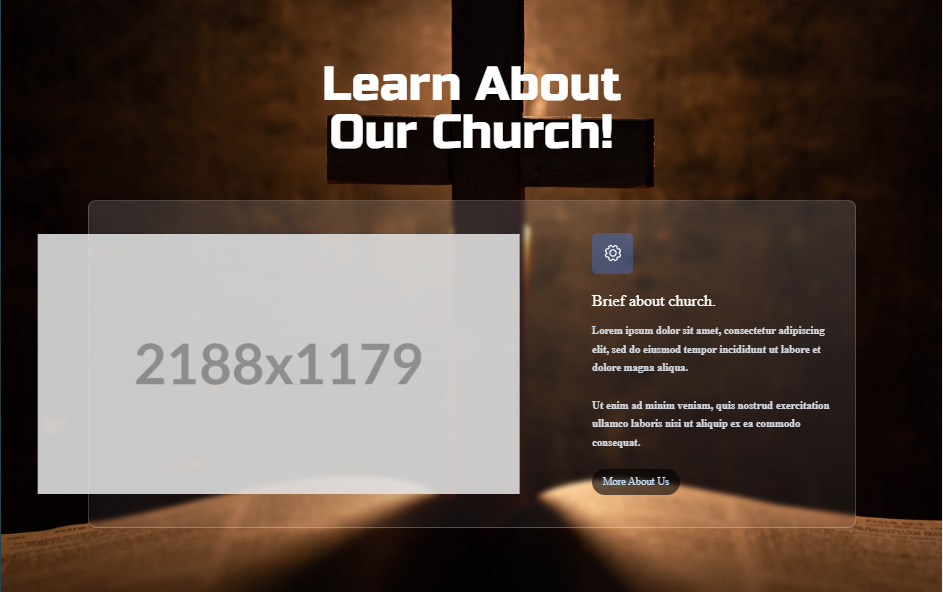 Learn About
Our Church!
2188x1179
Brief about church.
Lorem ipsum dolor sit amet, consectetur adipiscing
elit, sed do eiusmod tempor incididunt ut labore et
dolore magna aliqua.
Ut enim ad minim veniam, quis nostrud exercitation
ullamco laboris nisi ut aliquip ex ea commodo
consequat.
More About Us